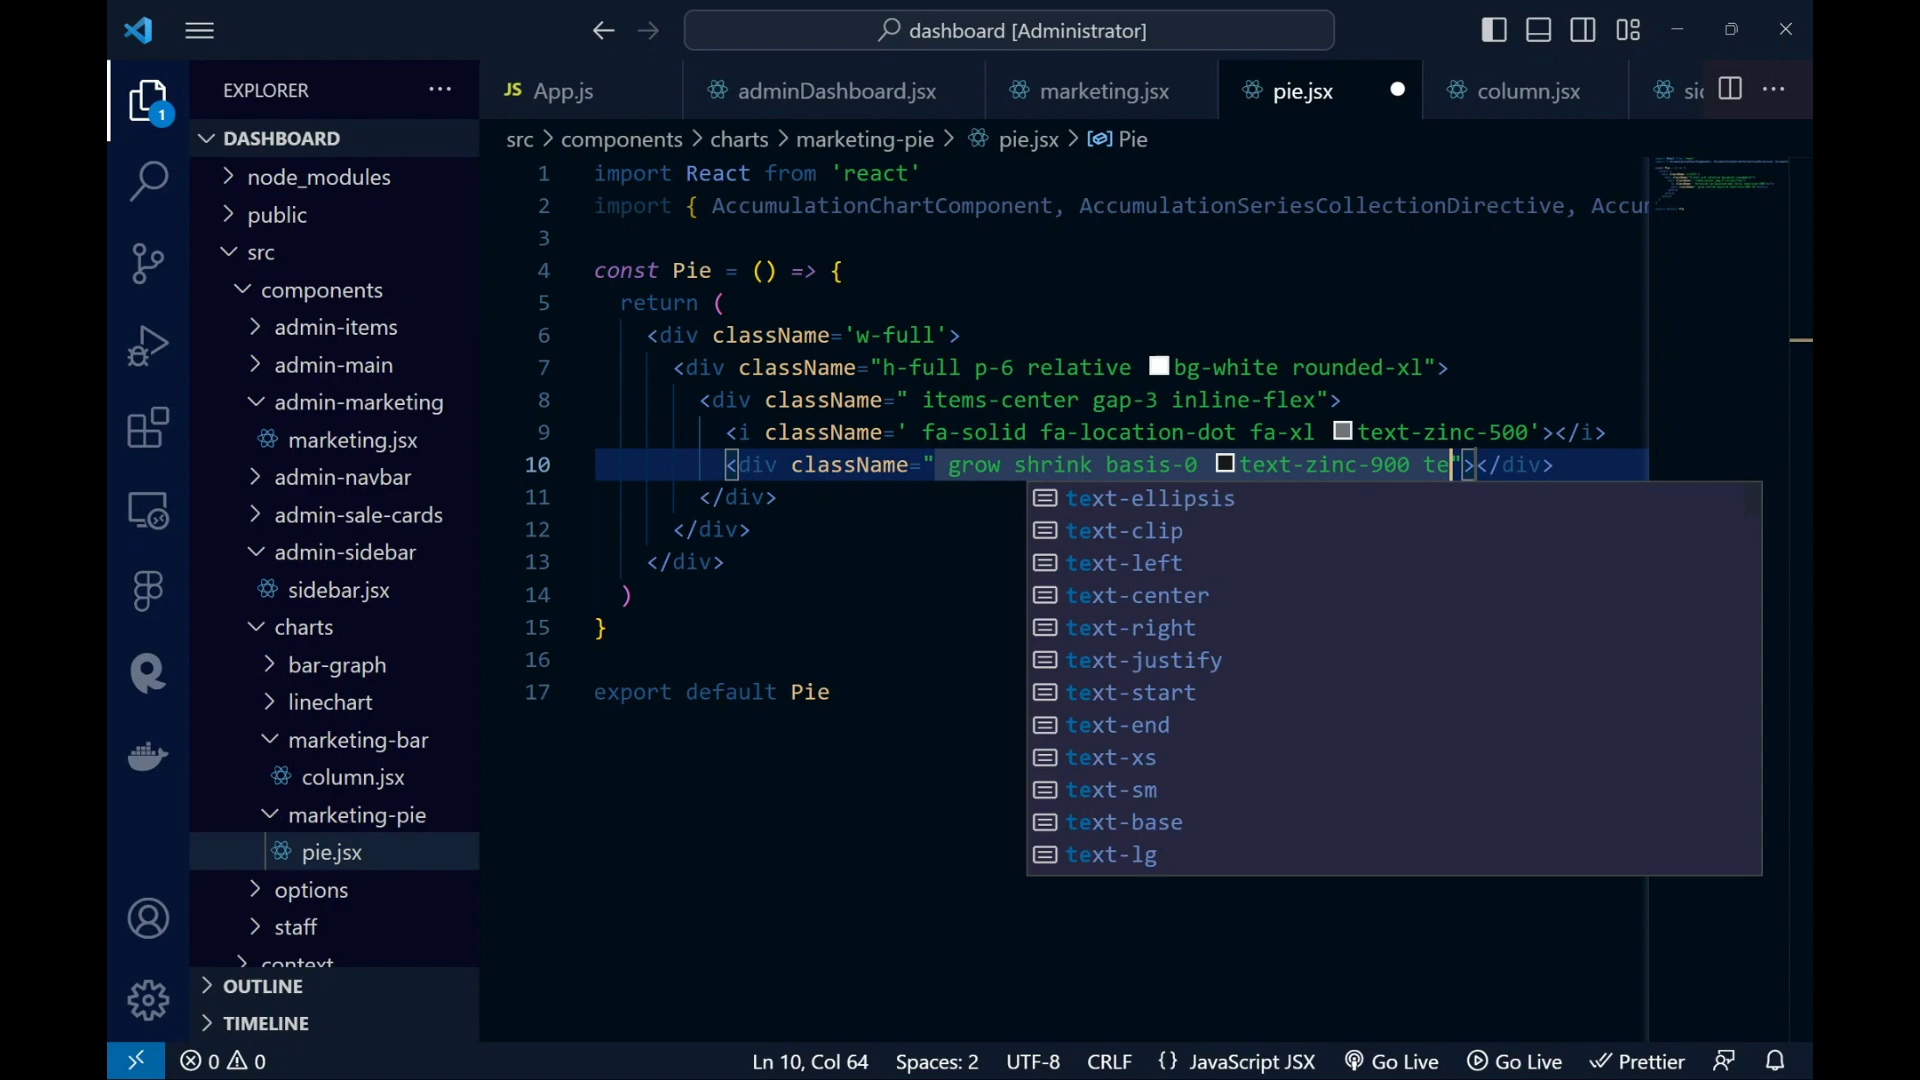 dashboard [Administrator]
EXPLORER
JS App.js
adminDashboard.jsx
marketing.jsx
pie.jsx
column.jsx
1
DASHBOARD
node_modules
public
src
components
admin-items
admin-main
admin-marketing
marketing.jsx
admin-navbar
admin-sale-cards
admin-sidebar
sidebar.jsx
charts
bar-graph
linechart
marketing-bar
column.jsx
marketing-pie
pie.jsx
options
staff
context
OUTLINE
TIMELINE
src > components > charts > marketing-pie > pie.jsx > Pie
1 import React from 'react'
2 import { AccumulationChartComponent, AccumulationSeriesCollectionDirective, Accu
3
4 const Pie = () => {
5 return (
6 <div className='w-full'>
7 <div className="h-full p-6 relative bg-white rounded-xl">
8 <div className=" items-center gap-3 inline-flex">
9 <i className=' fa-solid fa-location-dot fa-xl text-zinc-500'></i>
10 <div className=" grow shrink basis-0 text-zinc-900 te"></div>
11 </div>
12 </div>
13 </div>
14 )
15 }
16
17 export default Pie
text-ellipsis
text-clip
text-left
text-center
text-right
text-justify
text-start
text-end
text-xs
text-sm
text-base
text-lg
0 0
Ln 10, Col 64 Spaces: 2 UTF-8 CRLF {} JavaScript JSX Go Live Go Live Prettier